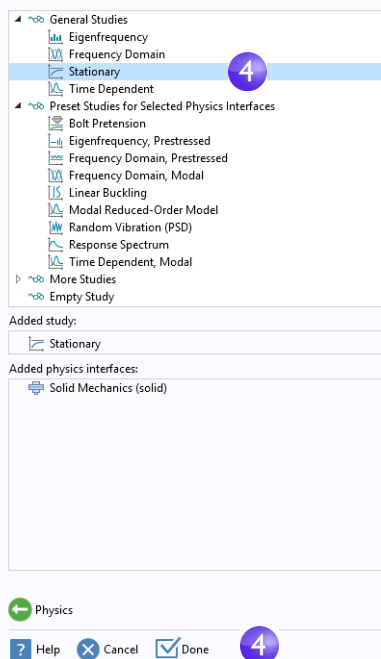 General Studies
Eigenfrequency
Frequency Domain
Stationary 4
Time Dependent
Preset Studies for Selected Physics Interfaces
Bolt Pretension
Eigenfrequency, Prestressed
Frequency Domain, Prestressed
Frequency Domain, Modal
Linear Buckling
Modal Reduced-Order Model
Random Vibration (PSD)
Response Spectrum
Time Dependent, Modal
More Studies
Empty Study
Added study:
Stationary
Added physics interfaces:
Solid Mechanics (solid)
Physics
? Help Cancel Done 4